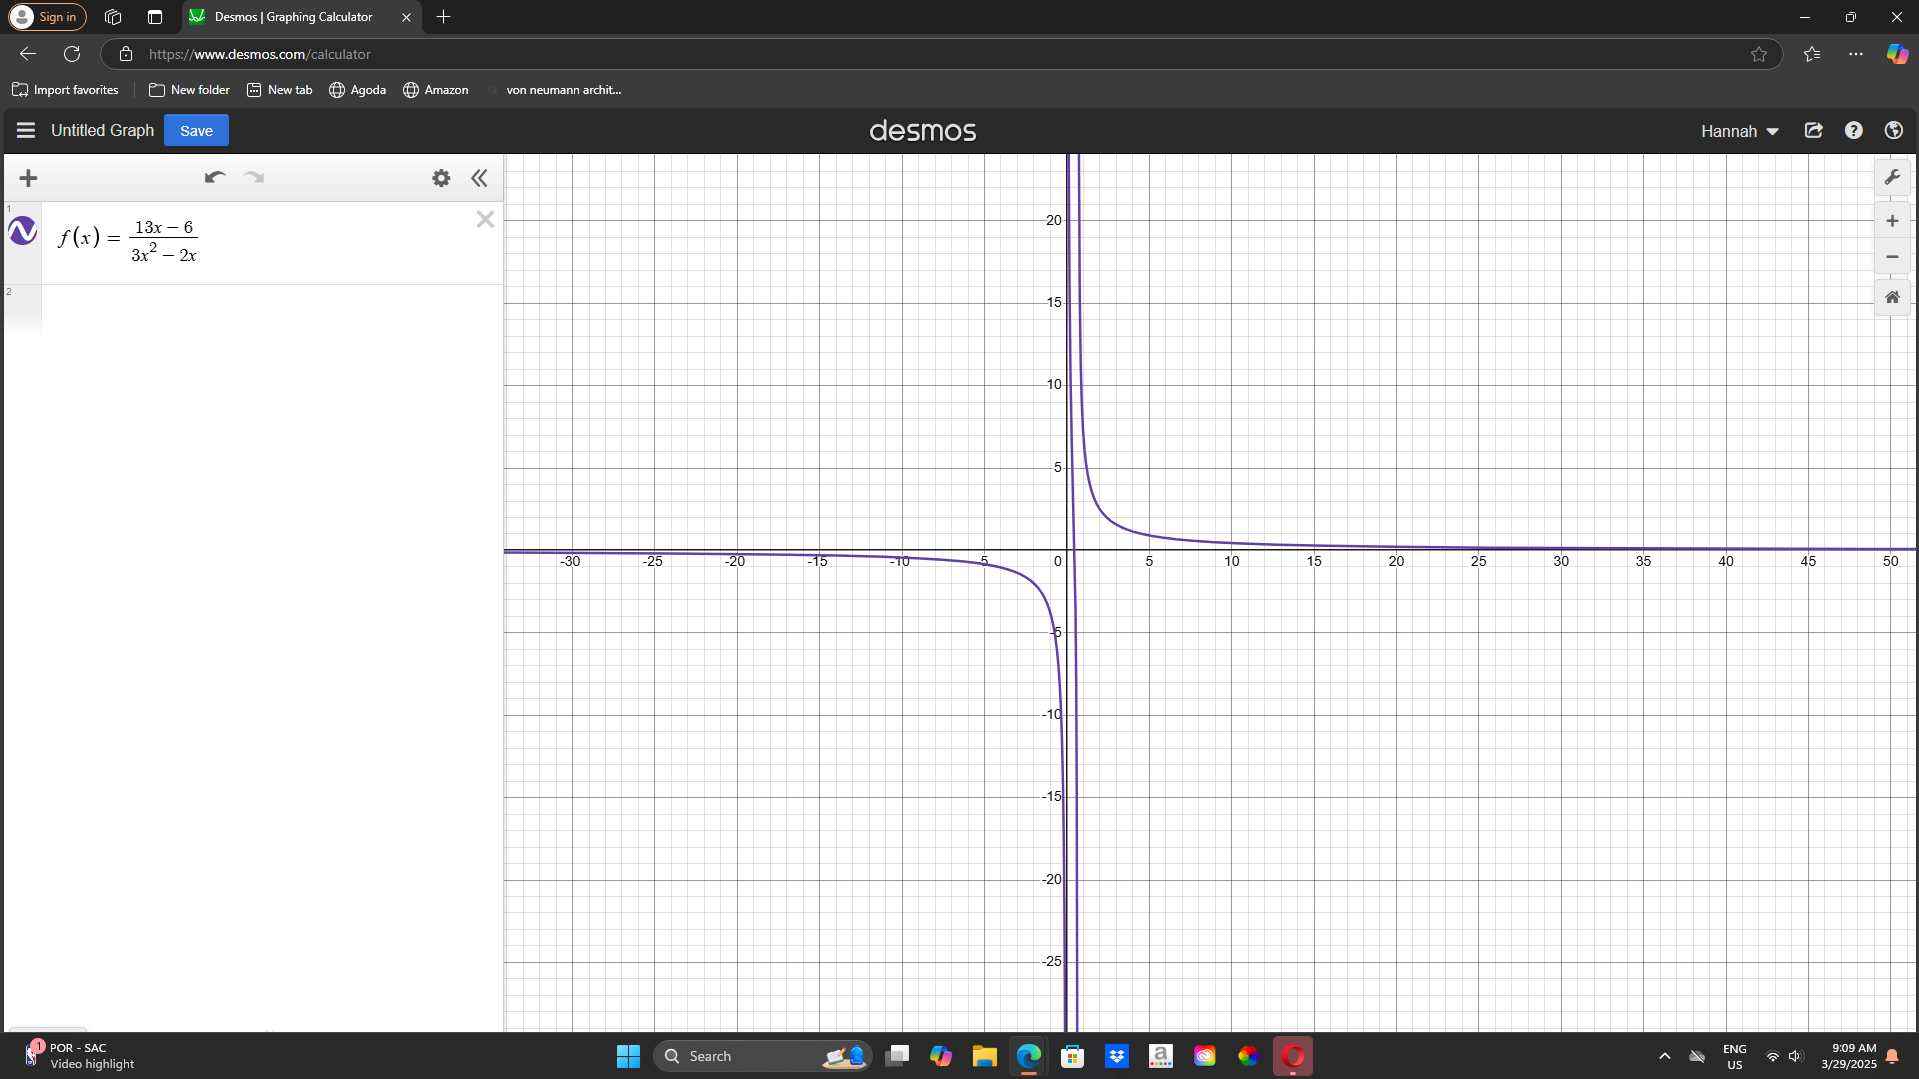 Sign in
Desmos | Graphing Calculator
https://www.desmos.com/calculator
Import favorites New folder New tab Agoda Amazon von neumann archit...
Untitled Graph Save desmos Hannah
1
f(x) = \frac{13x - 6}{3x^2 - 2x}
2
20
15
10
5
-30 -25 -20 -15 -10 -5 0 5 10 15 20 25 30 35 40 45 50
-5
-10
-15
-20
-25
1
POR - SAC
Video highlight
Search
a
ENG
US
9:09 AM
3/29/2025